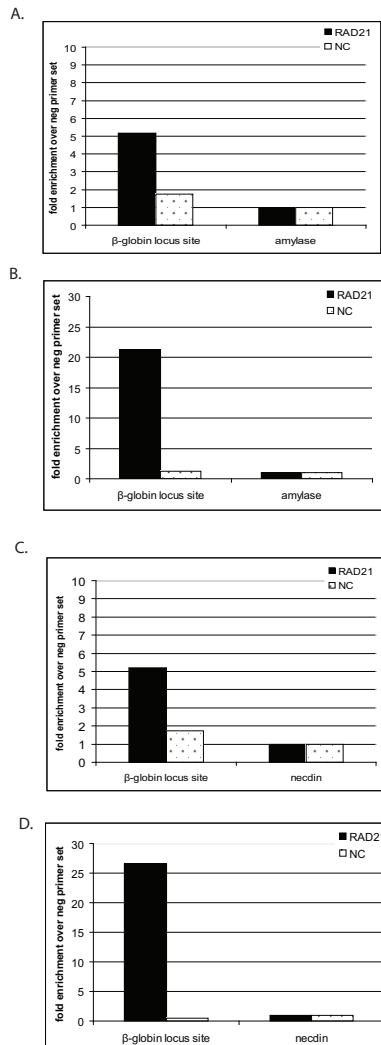 A.
fold enrichment over neg primer set
10
9
8
7
6
5
4
3
2
1
0
RAD21
NC
β-globin locus site
amylase
B.
fold enrichment over neg primer set
30
25
20
15
10
5
0
RAD21
NC
β-globin locus site
amylase
C.
fold enrichment over neg primer set
10
9
8
7
6
5
4
3
2
1
0
RAD21
NC
β-globin locus site
necdin
D.
fold enrichment over neg primer set
30
25
20
15
10
5
0
RAD21
NC
β-globin locus site
necdin